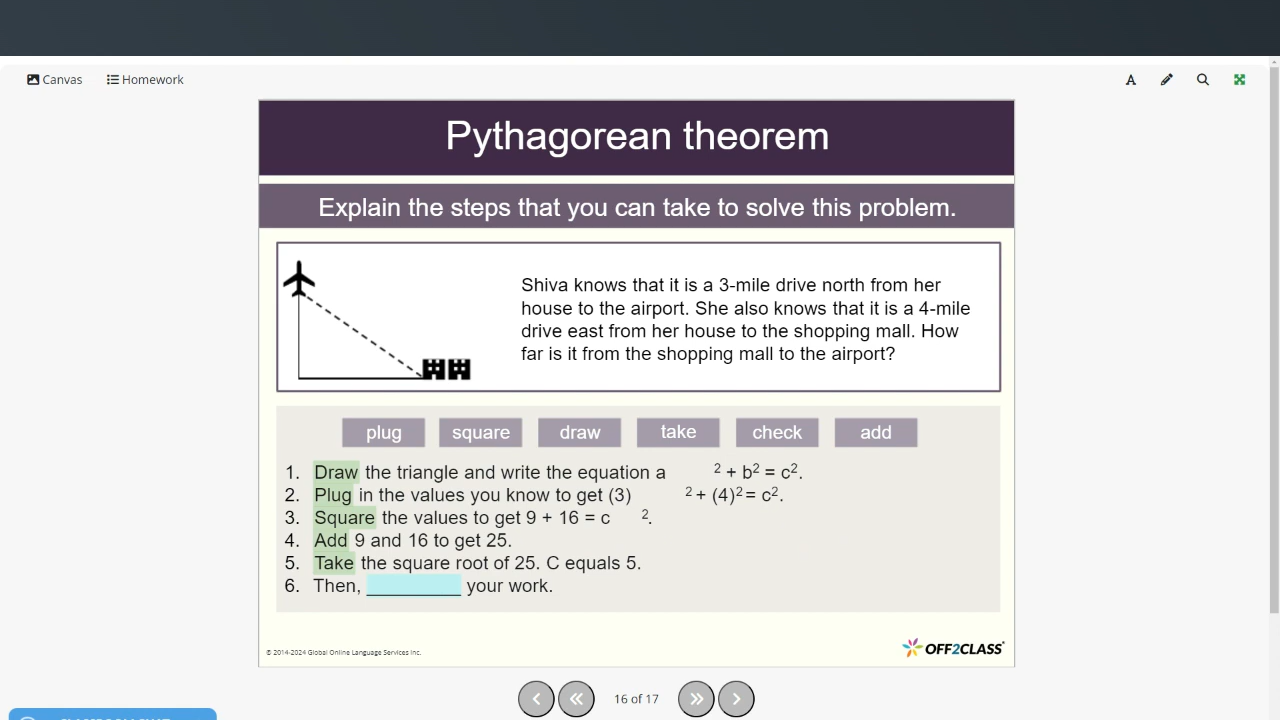 Canvas
Homework
A
Pythagorean theorem
Explain the steps that you can take to solve this problem.
Shiva knows that it is a 3-mile drive north from her
house to the airport. She also knows that it is a 4-mile
drive east from her house to the shopping mall. How
far is it from the shopping mall to the airport?
plug square draw take check add
1. Draw the triangle and write the equation a ² + b² = c².
2. Plug in the values you know to get (3) ² + (4)² = c².
3. Square the values to get 9 + 16 = c ².
4. Add 9 and 16 to get 25.
5. Take the square root of 25. C equals 5.
6. Then, __________ your work.
© 2014-2024 Global Online Language Services Inc.
OFF2CLASS
16 of 17